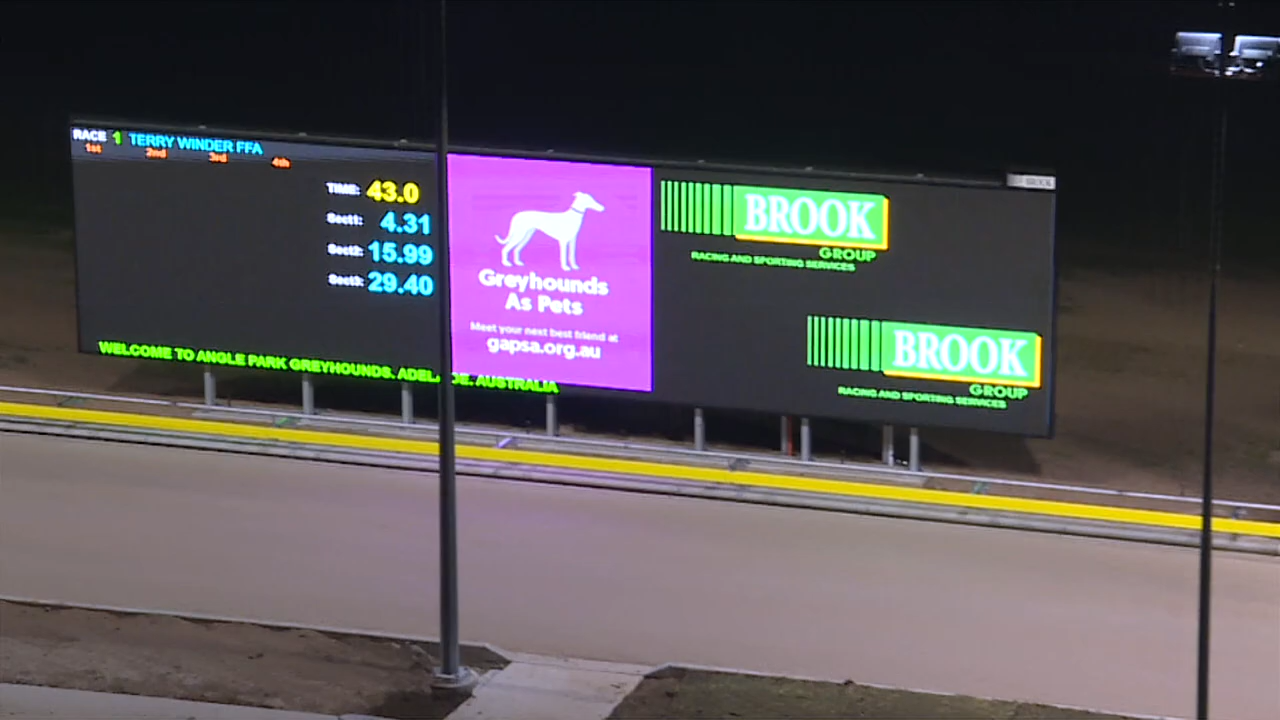 RACE 1 TERRY WINDER FFA
1st 2nd 3rd 4th
TIME: 43.0
Sect1: 4.31
Sect2: 15.99
Sect3: 29.40
WELCOME TO ANGLE PARK GREYHOUNDS. ADELAIDE. AUSTRALIA
Greyhounds
As Pets
Meet your next best friend at
gapsa.org.au
BROOK
GROUP
RACING AND SPORTING SERVICES
BROOK
GROUP
RACING AND SPORTING SERVICES
BROOK